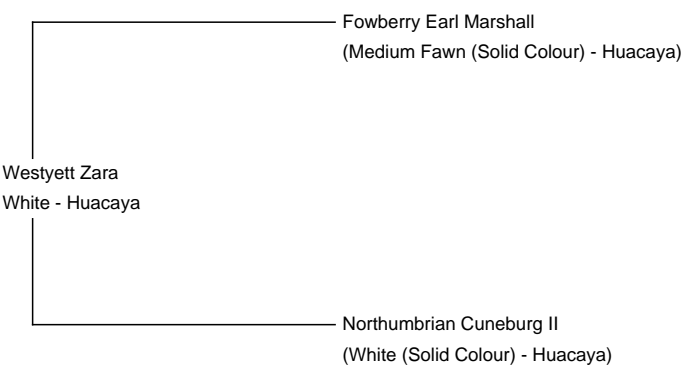 Fowberry Earl Marshall
(Medium Fawn (Solid Colour) - Huacaya)
Westyett Zara
White - Huacaya
Northumbrian Cuneburg II
(White (Solid Colour) - Huacaya)